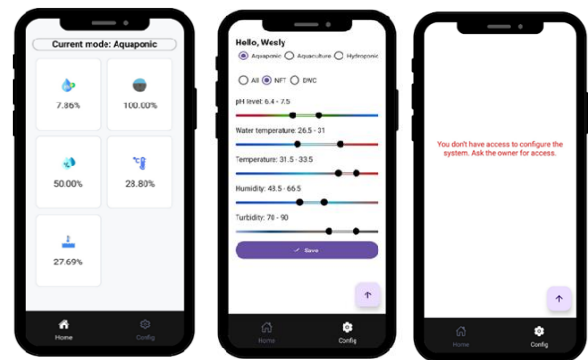 Current mode: Aquaponic
7.86%
100.00%
50.00%
28.80%
27.69%
Home
Config
Hello, Wesly
Aquaponic
Aquaculture
Hydroponic
All
NFT
DWC
pH level: 6.4 - 7.5
Water temperature: 26.5 - 31
Temperature: 31.5 - 33.5
Humidity: 48.5 - 66.5
Turbidity: 70 - 90
Save
Home
Config
You don't have access to configure the
system. Ask the owner for access.
Home
Config